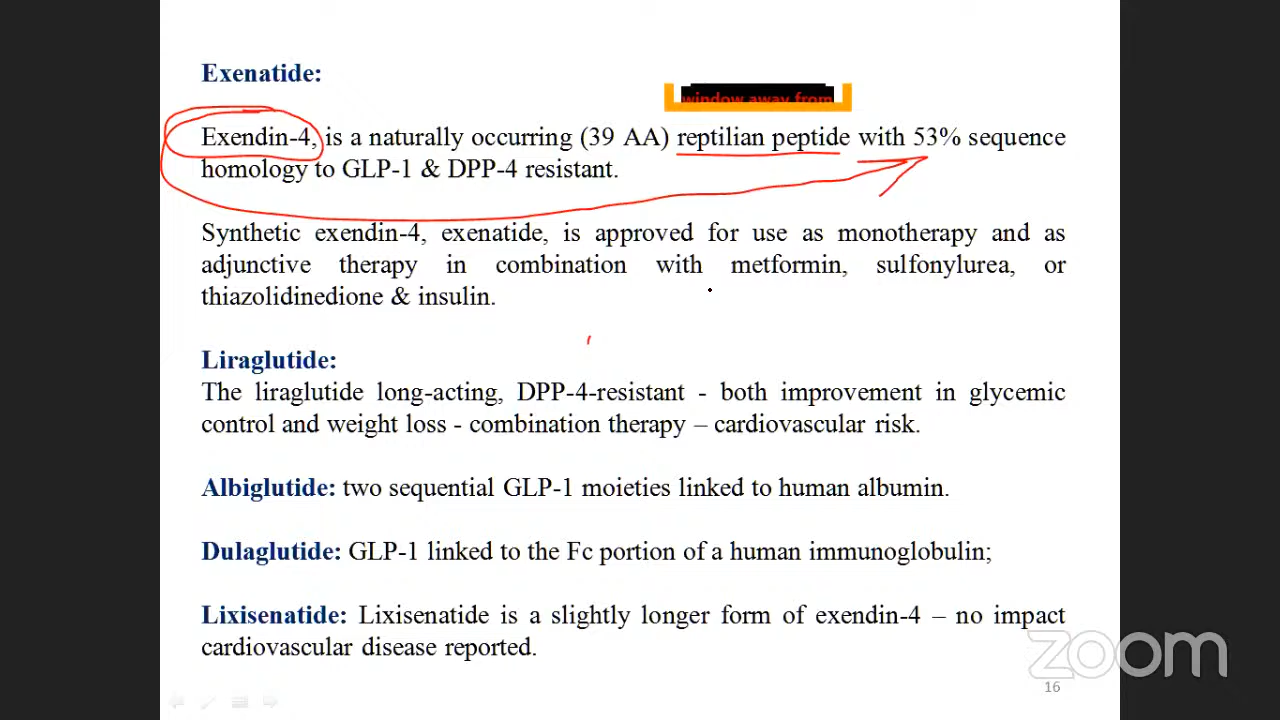 Exenatide:
window away from
Exendin-4, is a naturally occurring (39 AA) reptilian peptide with 53% sequence
homology to GLP-1 & DPP-4 resistant.
Synthetic exendin-4, exenatide, is approved for use as monotherapy and as
adjunctive therapy in combination with metformin, sulfonylurea, or
thiazolidinedione & insulin.
Liraglutide:
The liraglutide long-acting, DPP-4-resistant - both improvement in glycemic
control and weight loss - combination therapy – cardiovascular risk.
Albiglutide: two sequential GLP-1 moieties linked to human albumin.
Dulaglutide: GLP-1 linked to the Fc portion of a human immunoglobulin;
Lixisenatide: Lixisenatide is a slightly longer form of exendin-4 – no impact
cardiovascular disease reported.
zoom
16